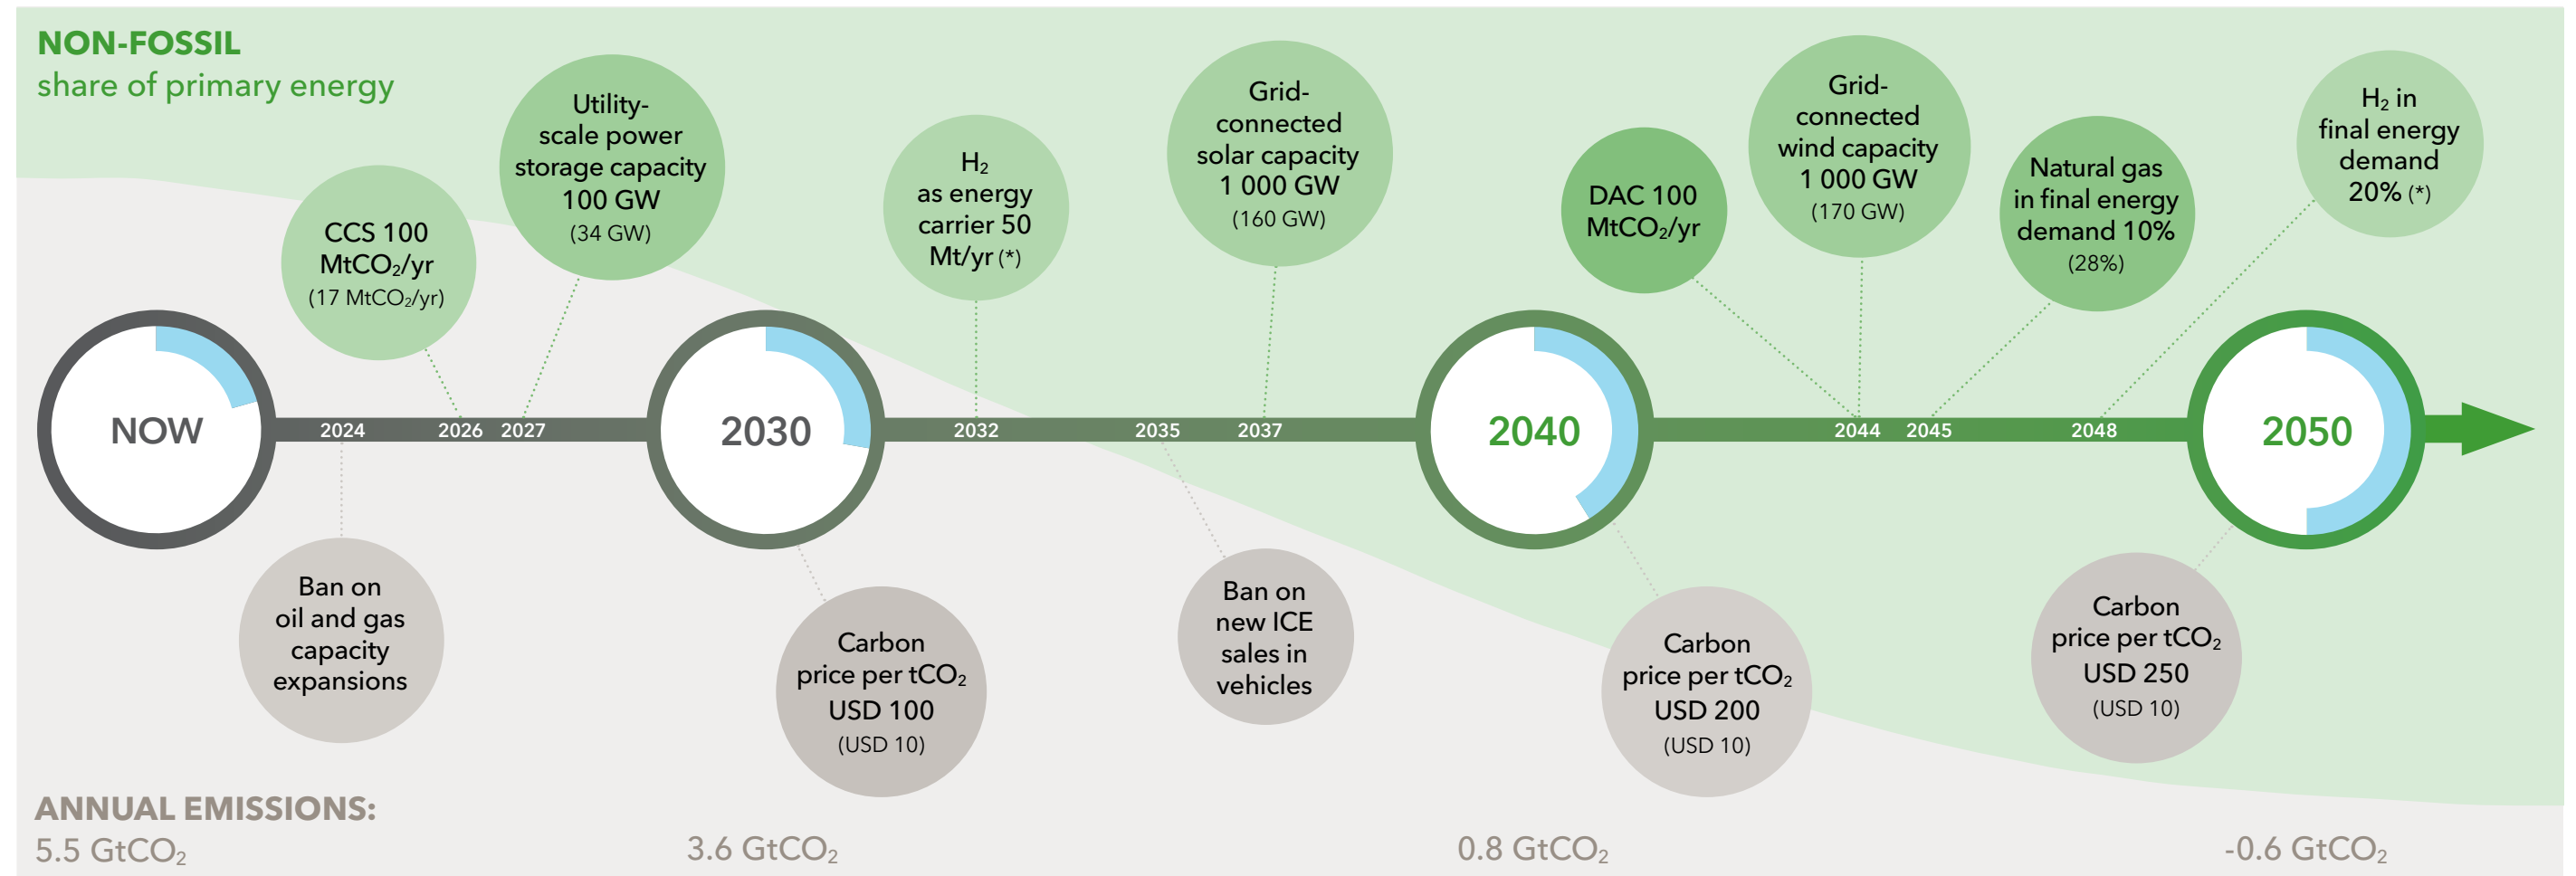 NON-FOSSIL
share of primary energy
CCS 100
MtCO₂/yr
(17 MtCO₂/yr)
Utility-
scale power
storage capacity
100 GW
(34 GW)
H₂
as energy
carrier 50
Mt/yr (*)
Grid-
connected
solar capacity
1 000 GW
(160 GW)
DAC 100
MtCO₂/yr
Grid-
connected
wind capacity
1 000 GW
(170 GW)
Natural gas
in final energy
demand 10%
(28%)
H₂ in
final energy
demand
20% (*)
NOW
2024
2026
2027
2030
2032
2035
2037
2040
2044
2045
2048
2050
Ban on
oil and gas
capacity
expansions
Carbon
price per tCO₂
USD 100
(USD 10)
Ban on
new ICE
sales in
vehicles
Carbon
price per tCO₂
USD 200
(USD 10)
Carbon
price per tCO₂
USD 250
(USD 10)
ANNUAL EMISSIONS:
5.5 GtCO₂
3.6 GtCO₂
0.8 GtCO₂
-0.6 GtCO₂